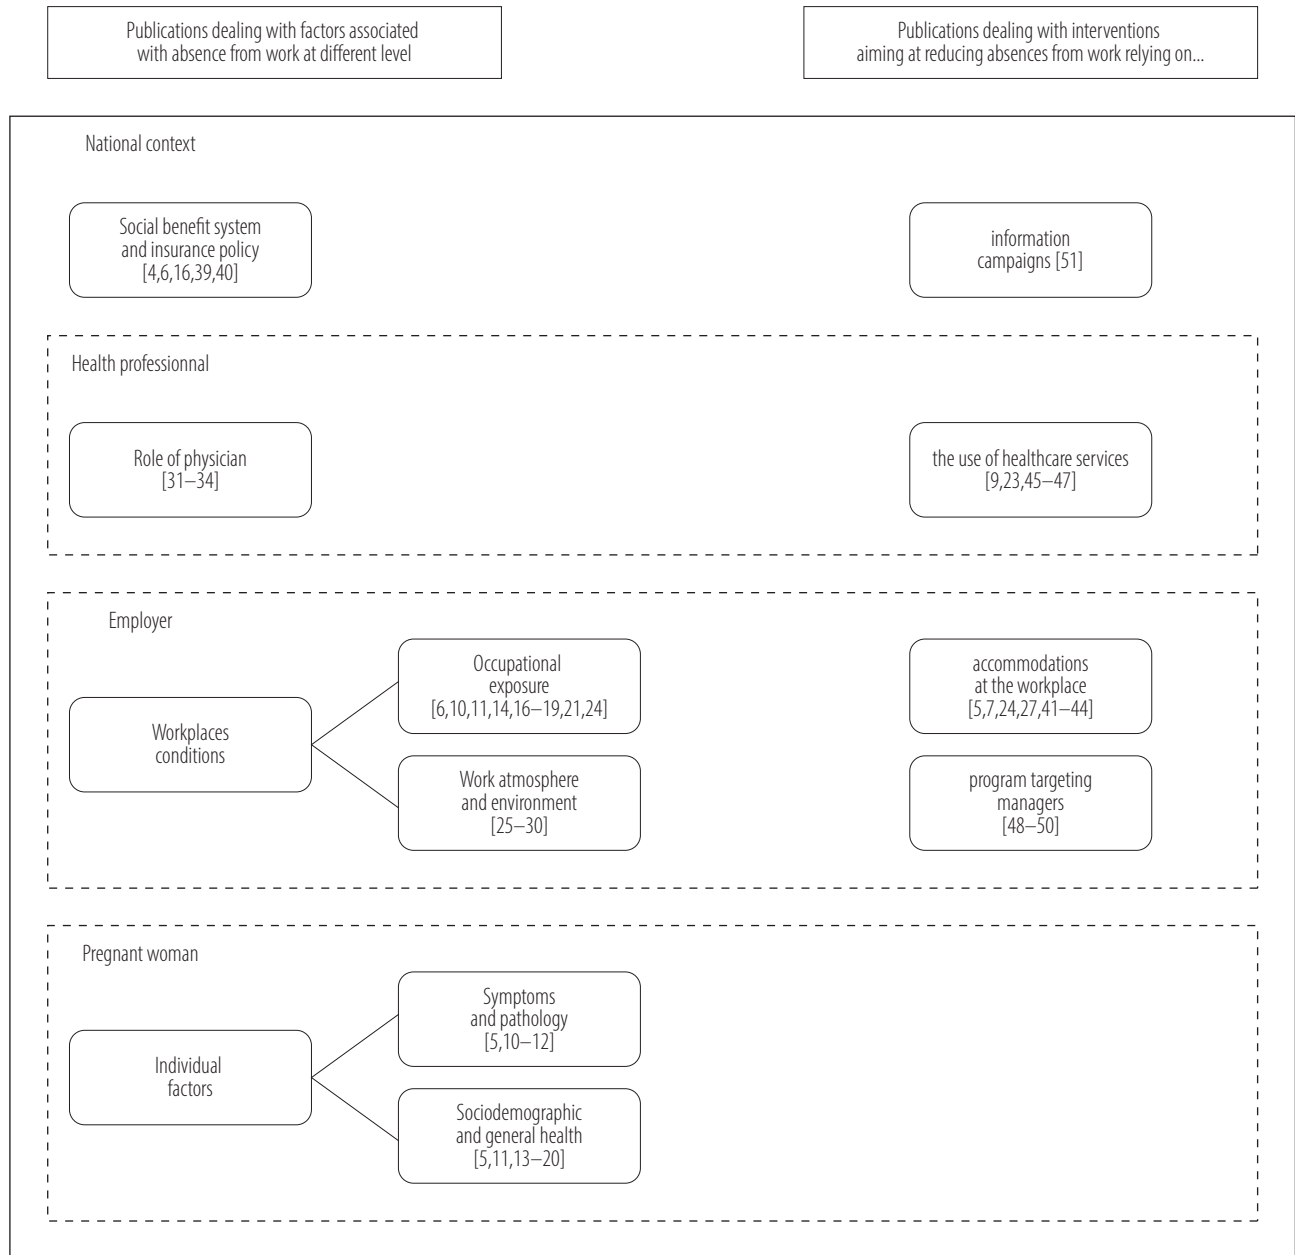 Publications dealing with factors associated
with absence from work at different level
Publications dealing with interventions
aiming at reducing absences from work relying on...
National context
Social benefit system
and insurance policy
[4,6,16,39,40]
information
campaigns [51]
Health professionnal
Role of physician
[31–34]
the use of healthcare services
[9,23,45–47]
Employer
Workplaces
conditions
Occupational
exposure
[6,10,11,14,16–19,21,24]
Work atmosphere
and environment
[25–30]
accommodations
at the workplace
[5,7,24,27,41–44]
program targeting
managers
[48–50]
Pregnant woman
Individual
factors
Symptoms
and pathology
[5,10–12]
Sociodemographic
and general health
[5,11,13–20]